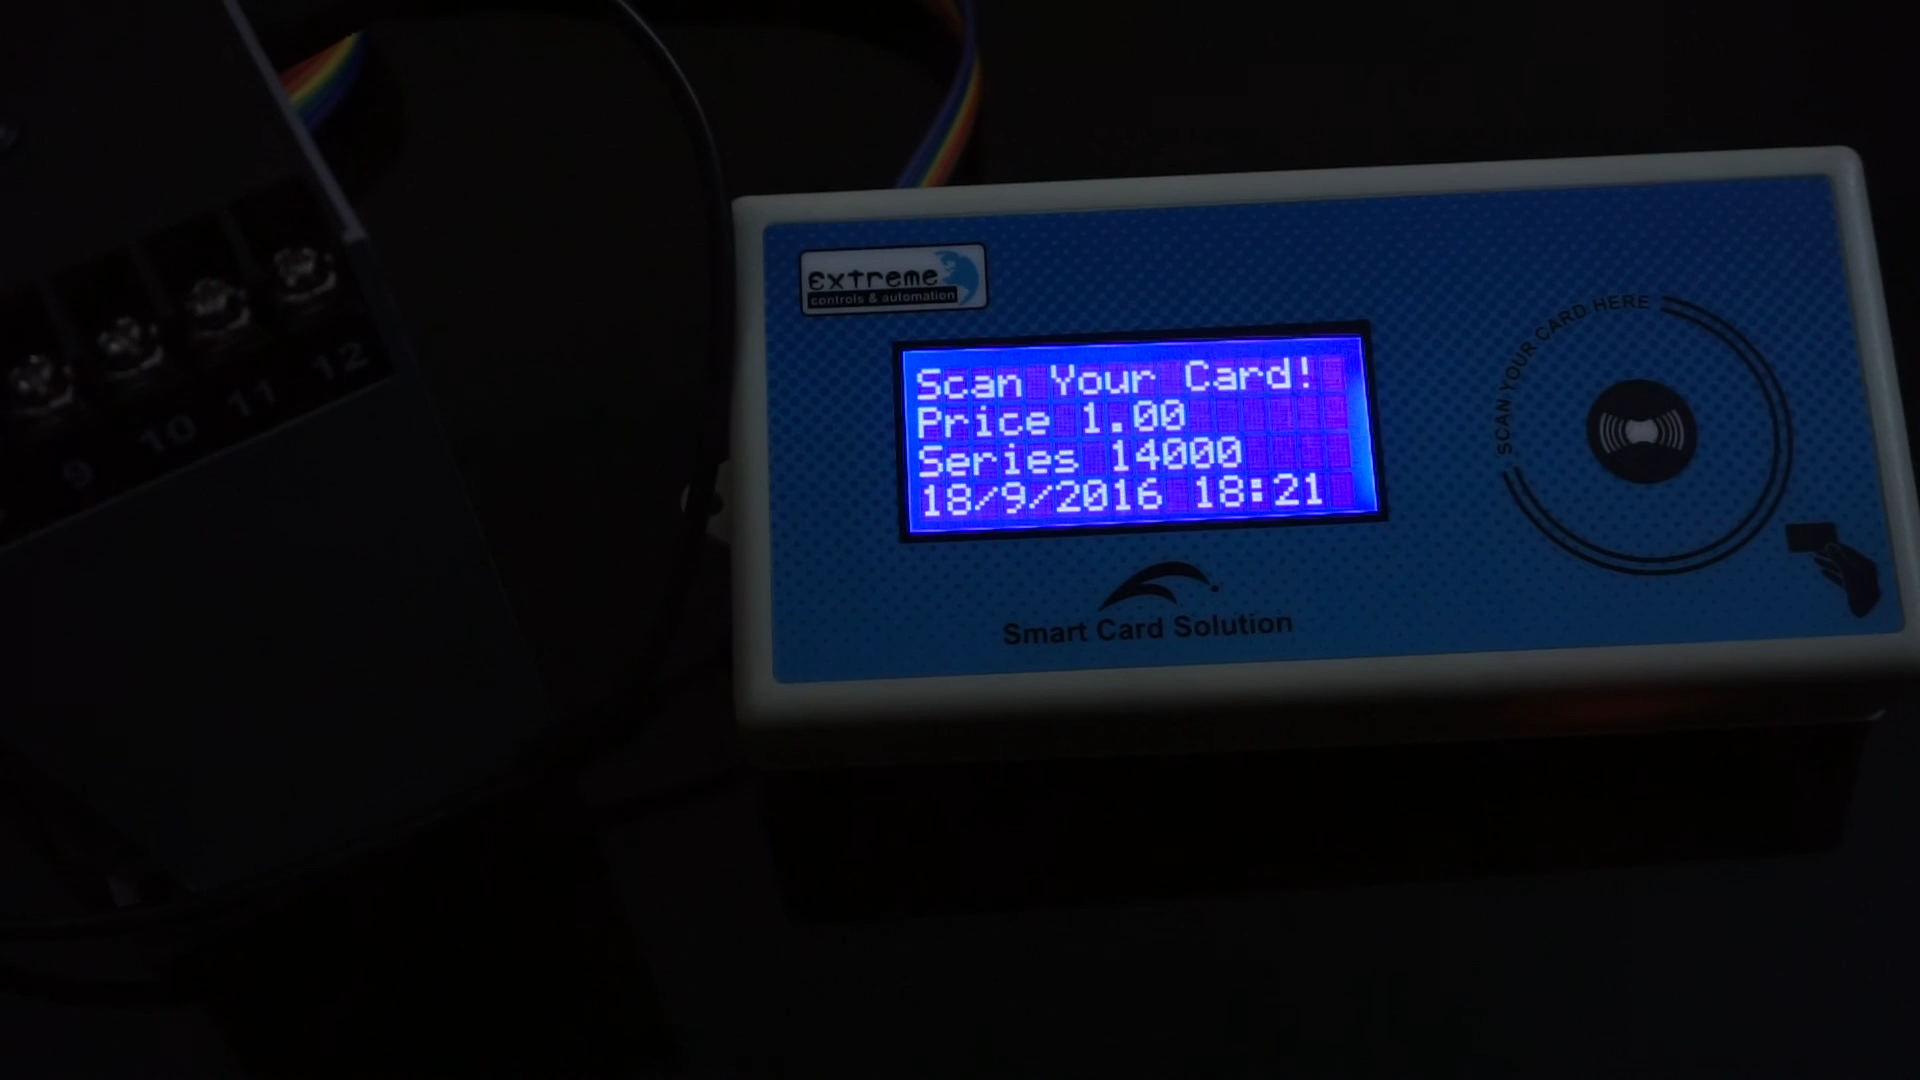 extreme
controls & automation
SCAN YOUR CARD HERE
Scan Your Card!
Price 1.00
Series 14000
18/9/2016 18:21
Smart Card Solution
9 10 11 12